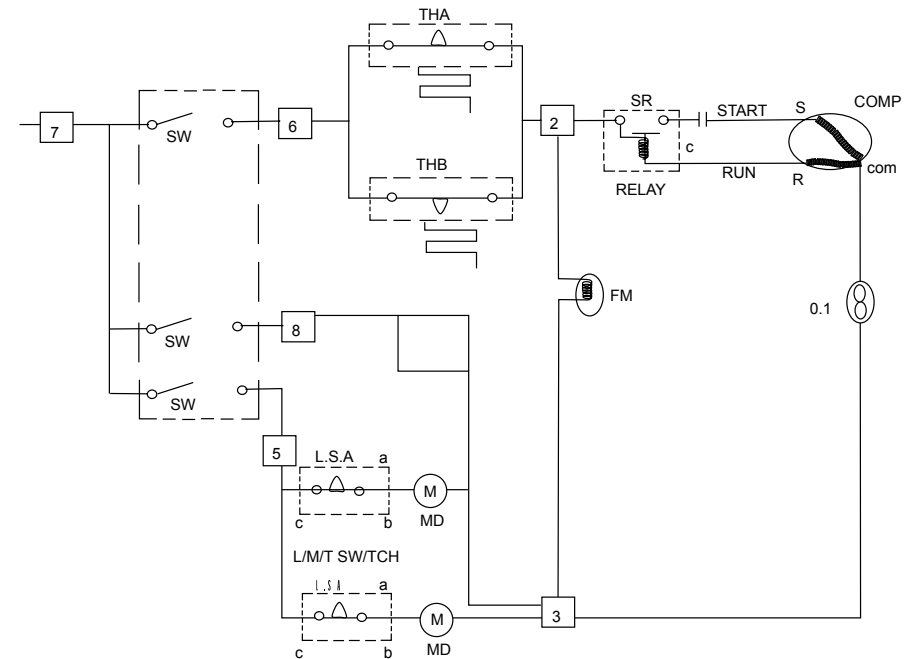 THA
7
SW
6
2
SR
START
S
COMP
c
RELAY
RUN
R
com
THB
FM
0.1
SW
8
SW
5
L.S.A
a
M
MD
c
b
L/M/T SW/TCH
L.S.A
a
M
MD
c
b
3